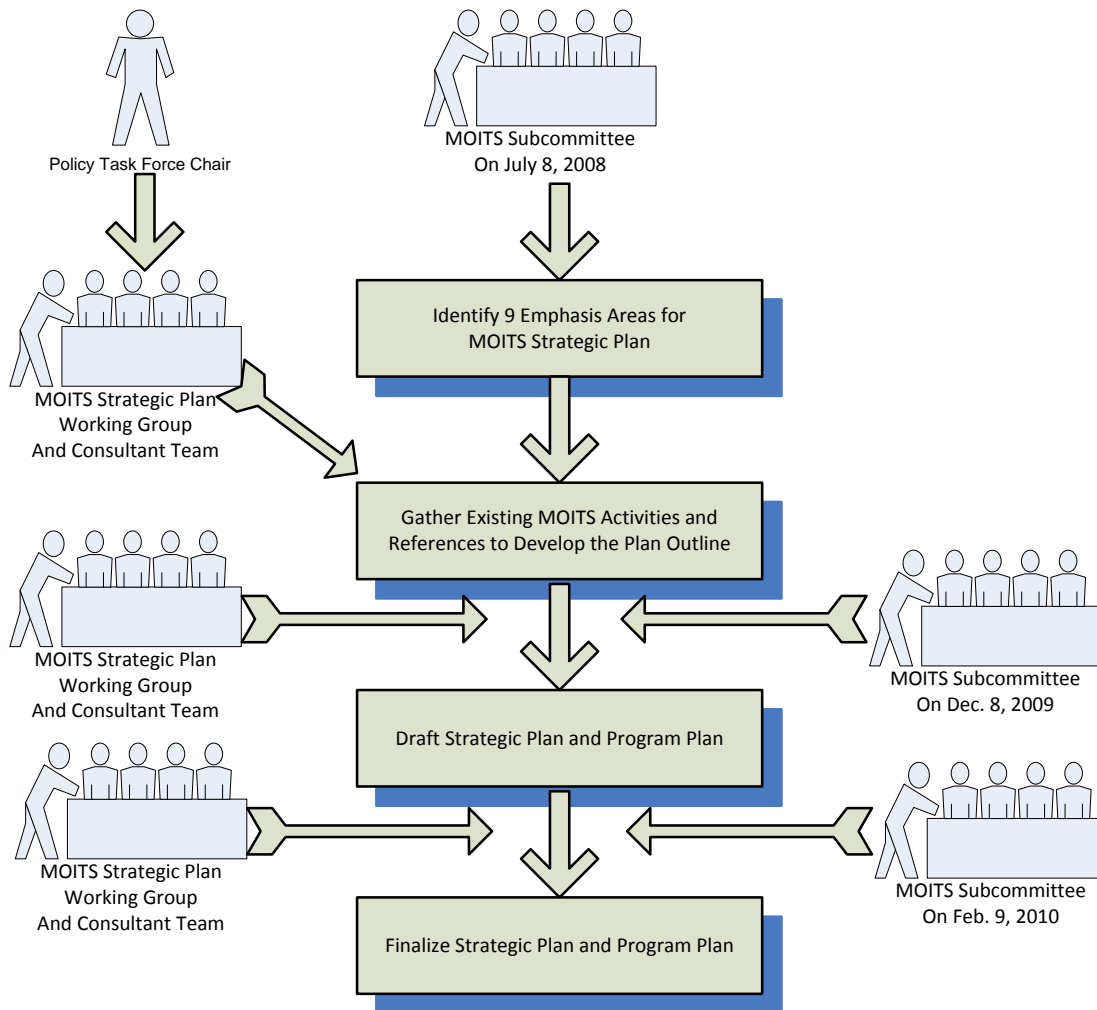 Policy Task Force Chair
MOITS Subcommittee
On July 8, 2008
Identify 9 Emphasis Areas for
MOITS Strategic Plan
MOITS Strategic Plan
Working Group
And Consultant Team
Gather Existing MOITS Activities and
References to Develop the Plan Outline
MOITS Strategic Plan
Working Group
And Consultant Team
MOITS Subcommittee
On Dec. 8, 2009
Draft Strategic Plan and Program Plan
MOITS Strategic Plan
Working Group
And Consultant Team
MOITS Subcommittee
On Feb. 9, 2010
Finalize Strategic Plan and Program Plan